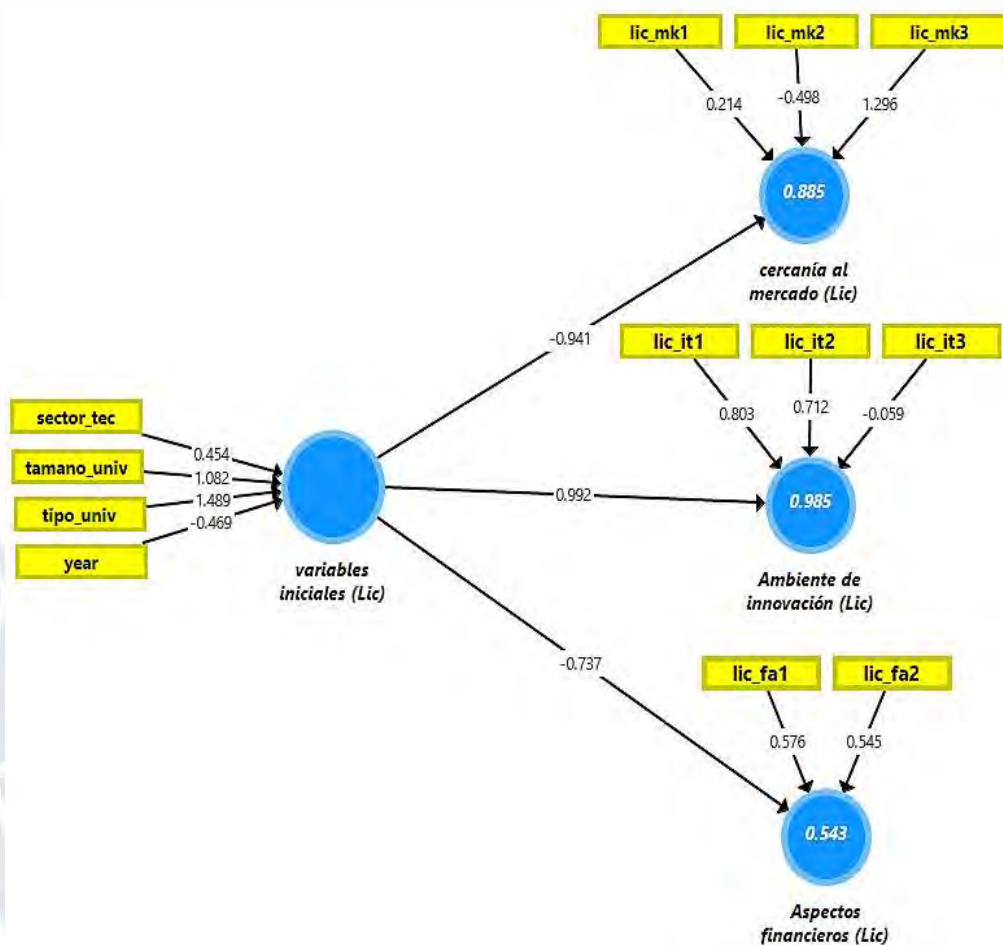 lic_mk1
lic_mk2
lic_mk3
0.214
-0.498
1.296
0.885
cercanía al
mercado (Lic)
-0.941
lic_it1
lic_it2
lic_it3
0.803
0.712
-0.059
sector_tec
tamano_univ
tipo_univ
year
0.454
1.082
1.489
-0.469
variables
iniciales (Lic)
0.992
0.985
Ambiente de
innovación (Lic)
-0.737
lic_fa1
lic_fa2
0.576
0.545
0.543
Aspectos
financieros (Lic)